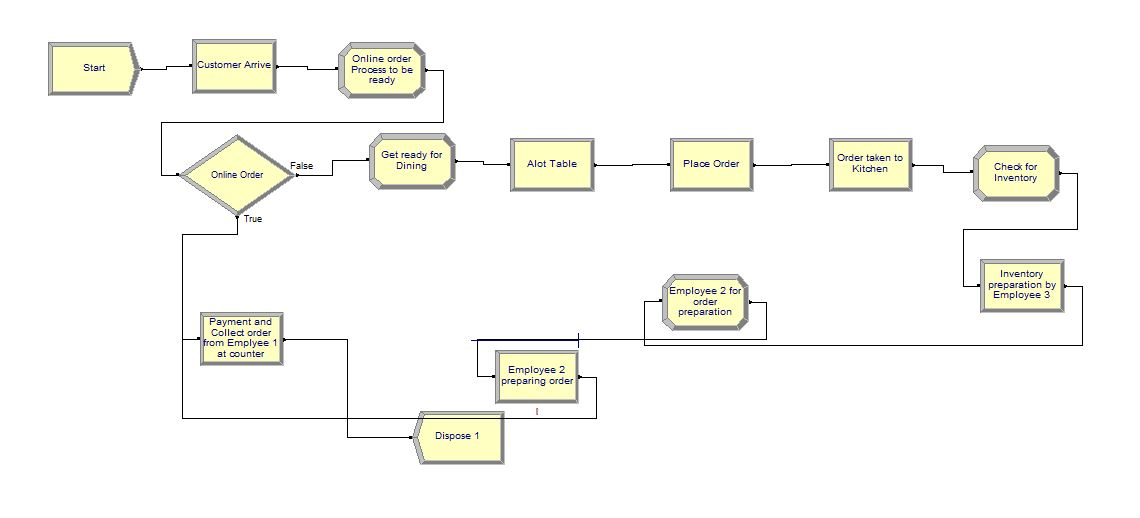 Start
Customer Arrive
Online order
Process to be
ready
Online Order
False
True
Get ready for
Dining
Alot Table
Place Order
Order taken to
Kitchen
Check for
Inventory
Inventory
preparation by
Employee 3
Employee 2 for
order
preparation
Payment and
Collect order
from Emplyee 1
at counter
Employee 2
preparing order
Dispose 1